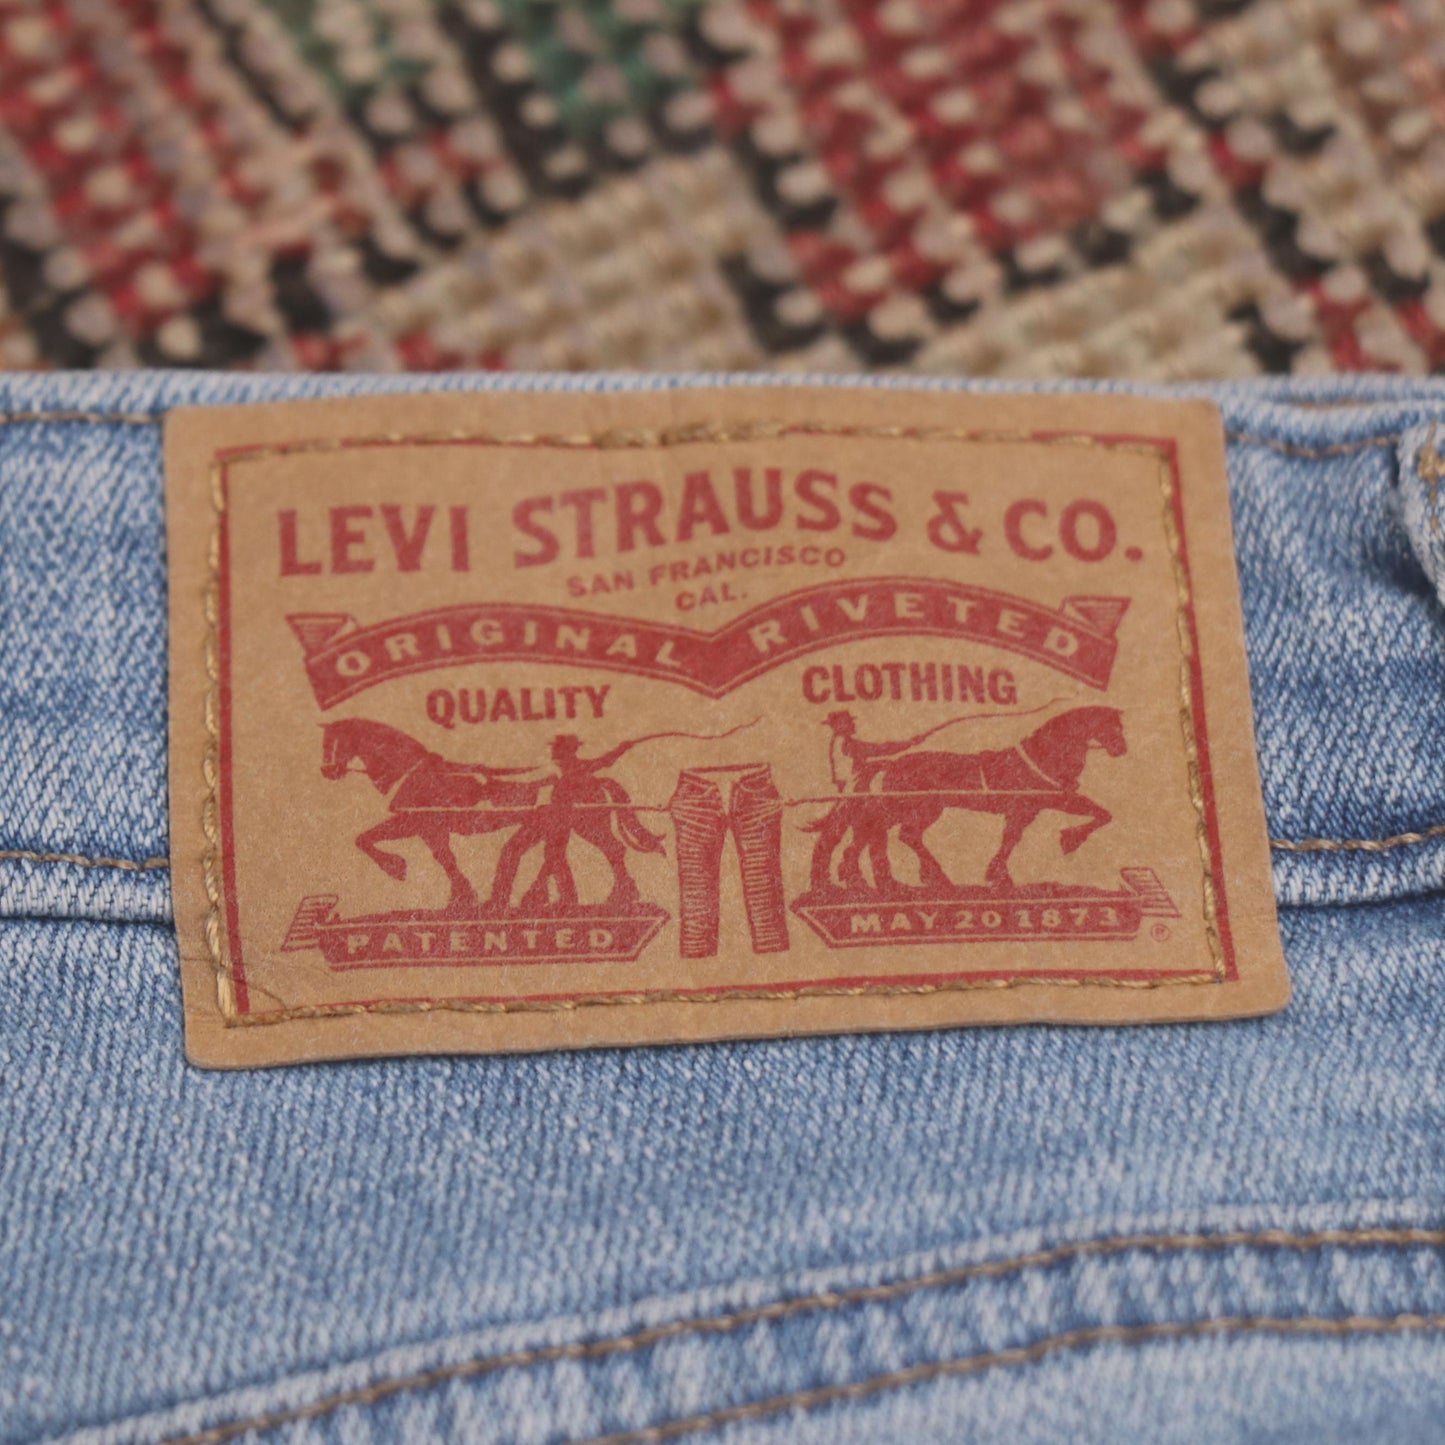 LEVI STRAUSS & CO.
SAN FRANCISCO
CAL.
ORIGINAL RIVETED
QUALITY CLOTHING
PATENTED MAY 20 1873 ®